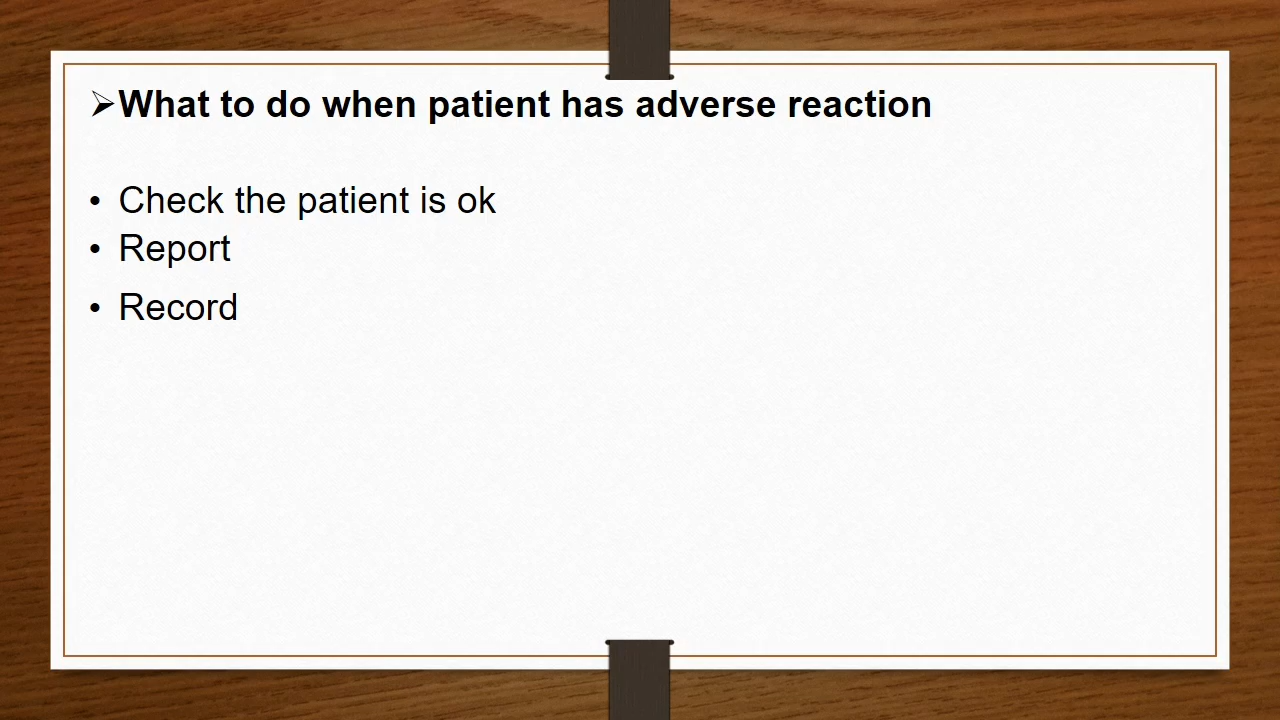 ➢What to do when patient has adverse reaction
• Check the patient is ok
• Report
• Record